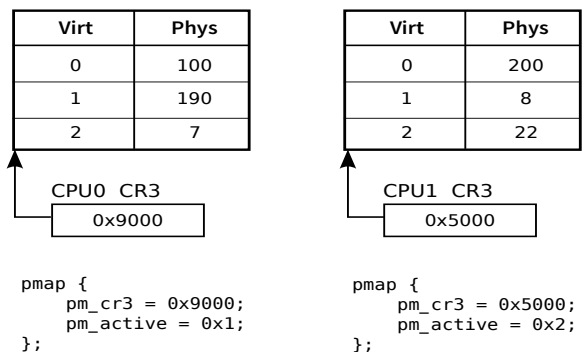 Virt Phys
0 100
1 190
2 7
CPU0 CR3
0x9000
pmap {
pm_cr3 = 0x9000;
pm_active = 0x1;
};
Virt Phys
0 200
1 8
2 22
CPU1 CR3
0x5000
pmap {
pm_cr3 = 0x5000;
pm_active = 0x2;
};